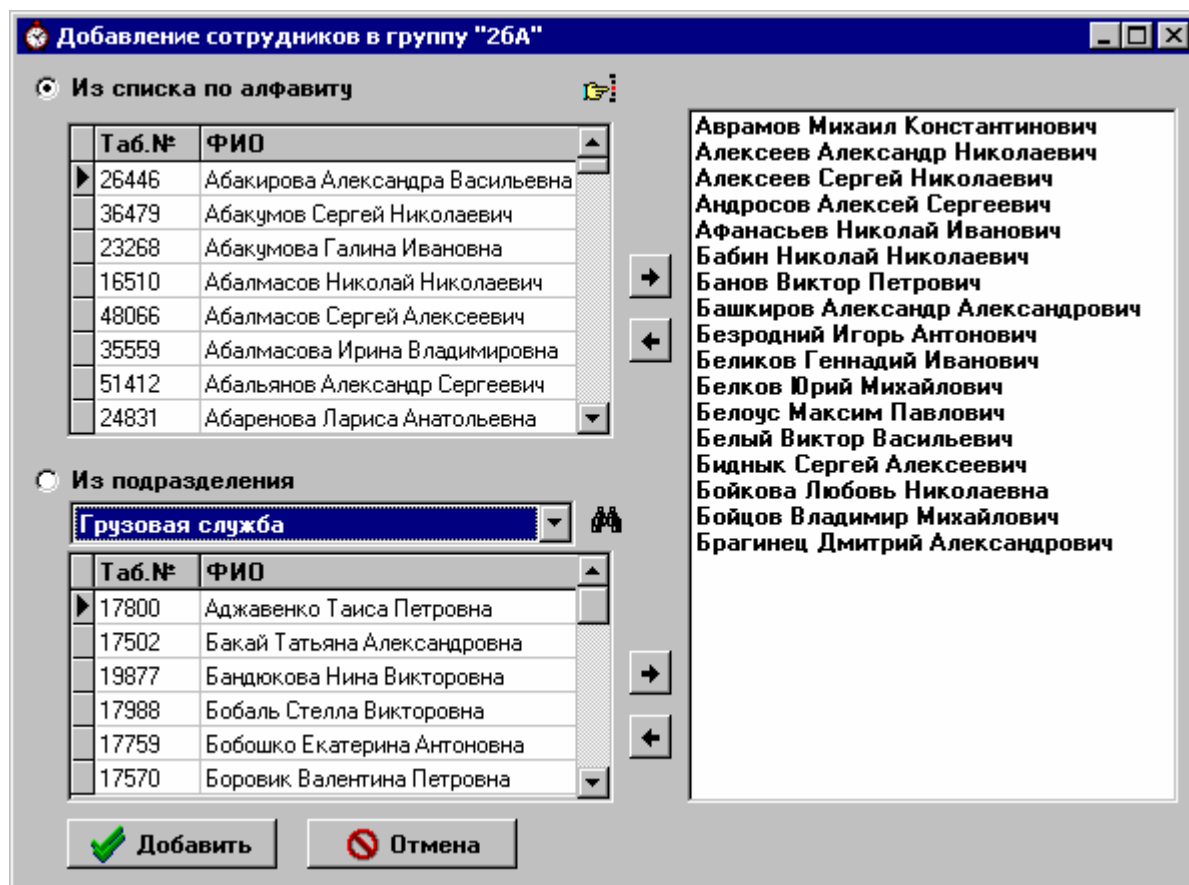 Добавление сотрудников в группу "26А"
Из списка по алфавиту
Таб.№ ФИО
26446 Абакирова Александра Васильевна
36479 Абакумов Сергей Николаевич
23268 Абакумова Галина Ивановна
16510 Абалмасов Николай Николаевич
48066 Абалмасов Сергей Алексеевич
35559 Абалмасова Ирина Владимировна
51412 Абальянов Александр Сергеевич
24831 Абаренова Лариса Анатольевна
Из подразделения
Грузовая служба
Таб.№ ФИО
17800 Аджавенко Таиса Петровна
17502 Бакай Татьяна Александровна
19877 Бандюкова Нина Викторовна
17988 Бобаль Стелла Викторовна
17759 Бобошко Екатерина Антоновна
17570 Боровик Валентина Петровна
Аврамов Михаил Константинович
Алексеев Александр Николаевич
Алексеев Сергей Николаевич
Андросов Алексей Сергеевич
Афанасьев Николай Иванович
Бабин Николай Николаевич
Банов Виктор Петрович
Башкиров Александр Александрович
Безродний Игорь Антонович
Беликов Геннадий Иванович
Белков Юрий Михайлович
Белоус Максим Павлович
Белый Виктор Васильевич
Биднык Сергей Алексеевич
Бойкова Любовь Николаевна
Бойцов Владимир Михайлович
Брагинец Дмитрий Александрович
Добавить
Отмена